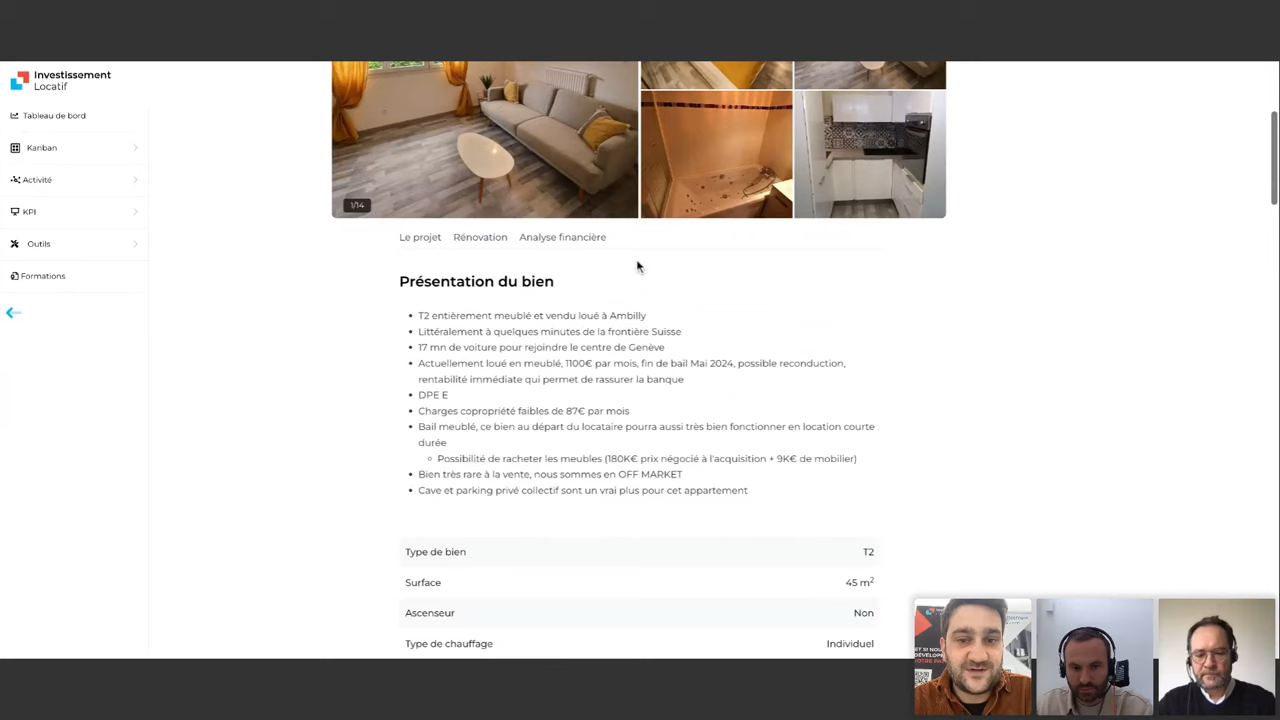 Investissement
Locatif
Tableau de bord
Kanban
Activité
KPI
Outils
Formations
1/14
Le projet Rénovation Analyse financière
Présentation du bien
• T2 entièrement meublé et vendu loué à Ambilly
• Littéralement à quelques minutes de la frontière Suisse
• 17 mn de voiture pour rejoindre le centre de Genève
• Actuellement loué en meublé, 1100€ par mois, fin de bail Mai 2024, possible reconduction,
rentabilité immédiate qui permet de rassurer la banque
• DPE E
• Charges copropriété faibles de 87€ par mois
• Bail meublé, ce bien au départ du locataire pourra aussi très bien fonctionner en location courte
durée
◦ Possibilité de racheter les meubles (180K€ prix négocié à l'acquisition + 9K€ de mobilier)
• Bien très rare à la vente, nous sommes en OFF MARKET
• Cave et parking privé collectif sont un vrai plus pour cet appartement
Type de bien T2
Surface 45 m²
Ascenseur Non
Type de chauffage Individuel